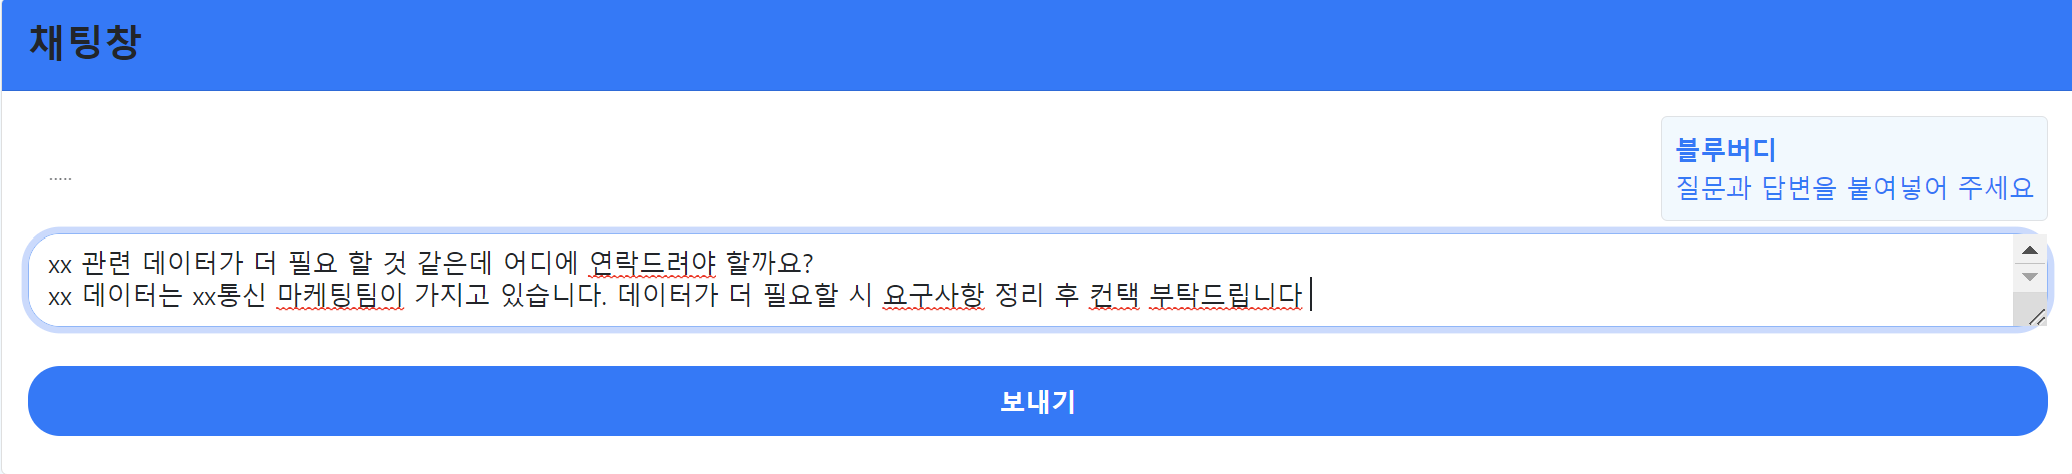 채팅창
블루버디
질문과 답변을 붙여넣어 주세요
.....
xx 관련 데이터가 더 필요 할 것 같은데 어디에 연락드려야 할까요?
xx 데이터는 xx통신 마케팅팀이 가지고 있습니다. 데이터가 더 필요할 시 요구사항 정리 후 컨택 부탁드립니다
보내기